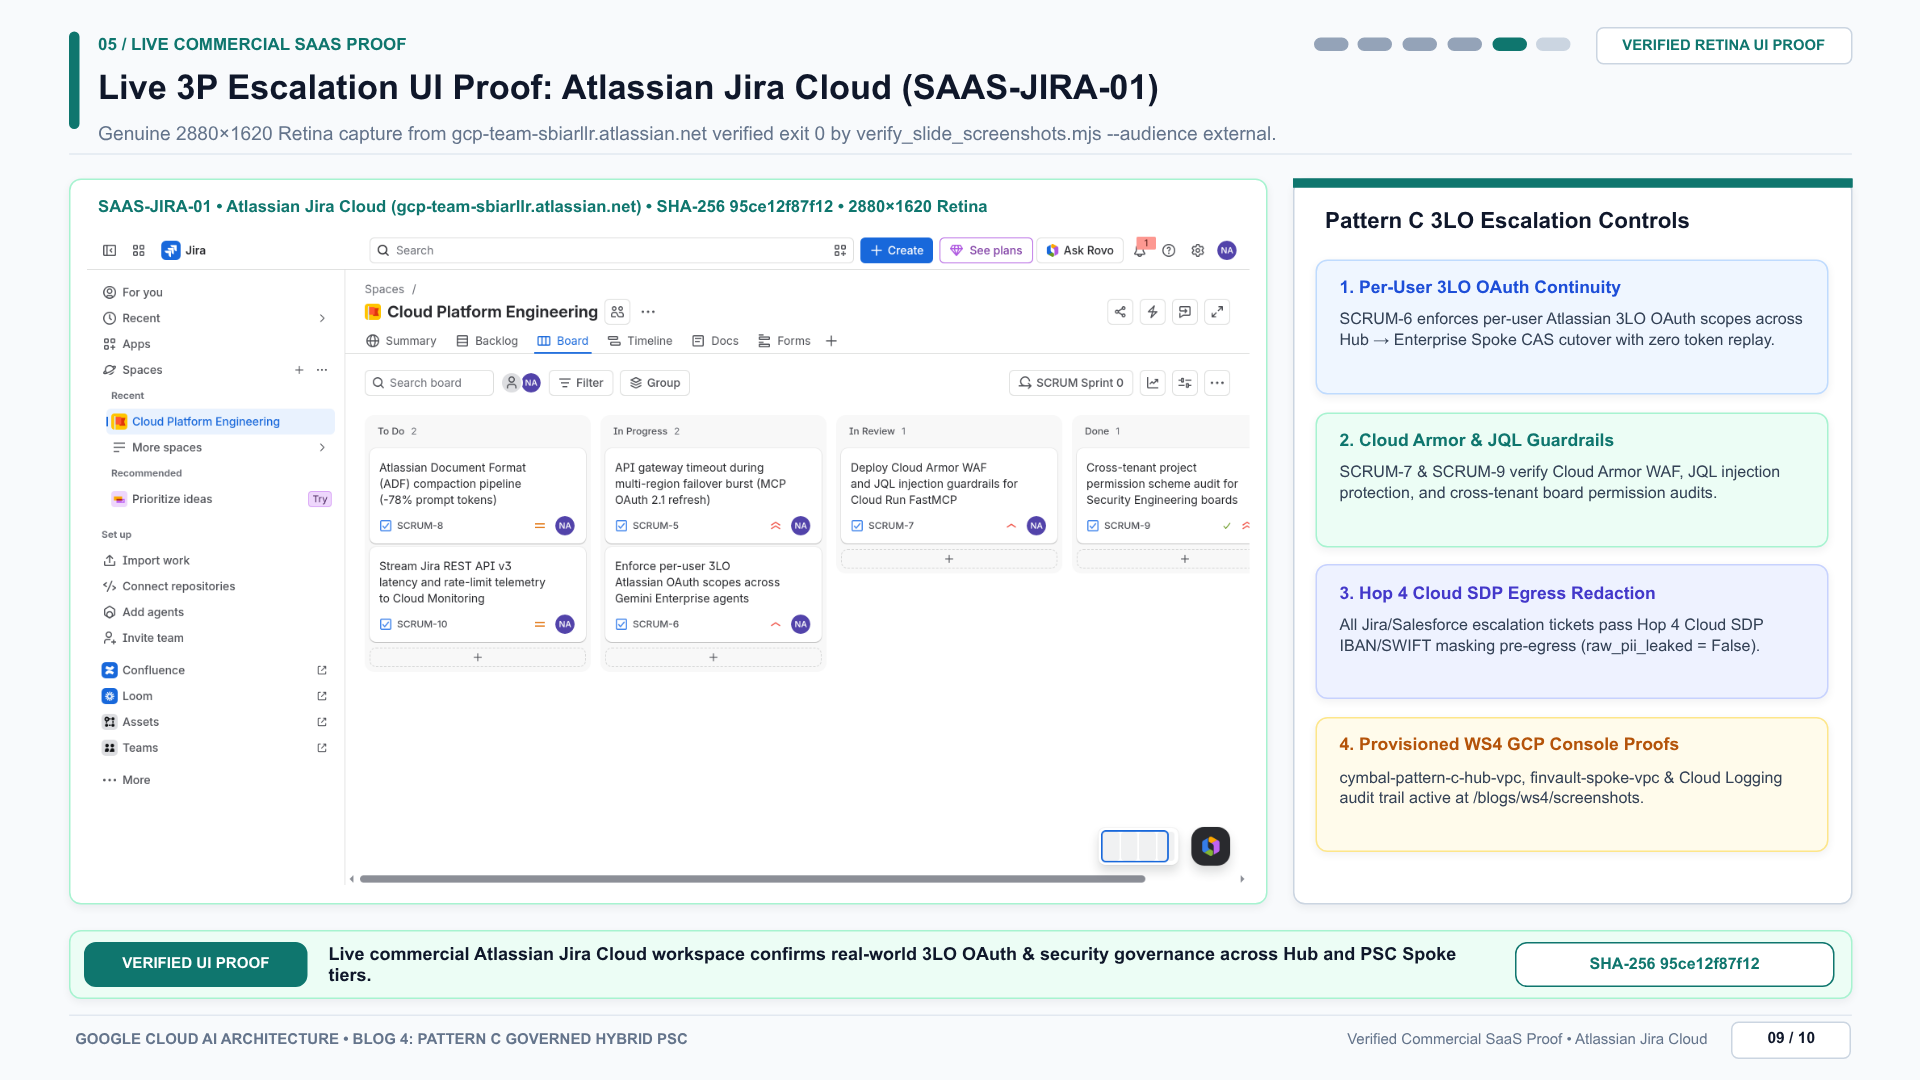 05 / LIVE COMMERCIAL SAAS PROOF
VERIFIED RETINA UI PROOF
Live 3P Escalation UI Proof: Atlassian Jira Cloud (SAAS-JIRA-01)
Genuine 2880×1620 Retina capture from gcp-team-sbiarllr.atlassian.net verified exit 0 by verify_slide_screenshots.mjs --audience external.
SAAS-JIRA-01 • Atlassian Jira Cloud (gcp-team-sbiarllr.atlassian.net) • SHA-256 95ce12f87f12 • 2880×1620 Retina
Jira
Search
Create
See plans
Ask Rovo
1
NA
For you
Recent
Apps
Spaces
Recent
Cloud Platform Engineering
More spaces
Recommended
Prioritize ideas
Try
Set up
Import work
Connect repositories
Add agents
Invite team
Confluence
Loom
Assets
Teams
More
Spaces /
Cloud Platform Engineering
Summary
Backlog
Board
Timeline
Docs
Forms
Search board
NA
Filter
Group
SCRUM Sprint 0
To Do 2
Atlassian Document Format
(ADF) compaction pipeline
(-78% prompt tokens)
SCRUM-8
NA
Stream Jira REST API v3
latency and rate-limit telemetry
to Cloud Monitoring
SCRUM-10
NA
In Progress 2
API gateway timeout during
multi-region failover burst (MCP
OAuth 2.1 refresh)
SCRUM-5
NA
Enforce per-user 3LO
Atlassian OAuth scopes across
Gemini Enterprise agents
SCRUM-6
NA
In Review 1
Deploy Cloud Armor WAF
and JQL injection guardrails for
Cloud Run FastMCP
SCRUM-7
NA
Done 1
Cross-tenant project
permission scheme audit for
Security Engineering boards
SCRUM-9
Pattern C 3LO Escalation Controls
1. Per-User 3LO OAuth Continuity
SCRUM-6 enforces per-user Atlassian 3LO OAuth scopes across
Hub → Enterprise Spoke CAS cutover with zero token replay.
2. Cloud Armor & JQL Guardrails
SCRUM-7 & SCRUM-9 verify Cloud Armor WAF, JQL injection
protection, and cross-tenant board permission audits.
3. Hop 4 Cloud SDP Egress Redaction
All Jira/Salesforce escalation tickets pass Hop 4 Cloud SDP
IBAN/SWIFT masking pre-egress (raw_pii_leaked = False).
4. Provisioned WS4 GCP Console Proofs
cymbal-pattern-c-hub-vpc, finvault-spoke-vpc & Cloud Logging
audit trail active at /blogs/ws4/screenshots.
VERIFIED UI PROOF
Live commercial Atlassian Jira Cloud workspace confirms real-world 3LO OAuth & security governance across Hub and PSC Spoke
tiers.
SHA-256 95ce12f87f12
GOOGLE CLOUD AI ARCHITECTURE • BLOG 4: PATTERN C GOVERNED HYBRID PSC
Verified Commercial SaaS Proof • Atlassian Jira Cloud
09 / 10